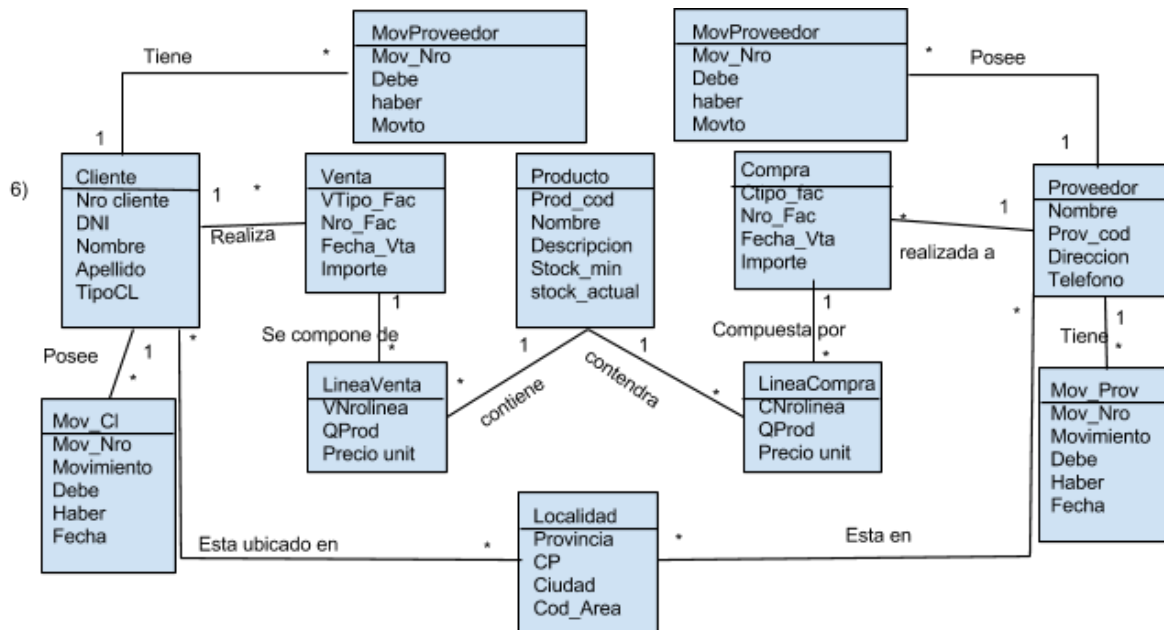 MovProveedor
Mov_Nro
Debe
haber
Movto
Tiene
*
1
MovProveedor
Mov_Nro
Debe
haber
Movto
*
Posee
1
6)
Cliente
Nro cliente
DNI
Nombre
Apellido
TipoCL
1
*
Realiza
Venta
VTipo_Fac
Nro_Fac
Fecha_Vta
Importe
Producto
Prod_cod
Nombre
Descripcion
Stock_min
stock_actual
Compra
Ctipo_fac
Nro_Fac
Fecha_Vta
Importe
*
1
realizada a
Proveedor
Nombre
Prov_cod
Direccion
Telefono
Posee
1
*
*
1
Se compone de
*
1
contiene
*
1
contendra
*
1
Compuesta por
*
*
1
Tiene
*
Mov_Cl
Mov_Nro
Movimiento
Debe
Haber
Fecha
LineaVenta
VNrolinea
QProd
Precio unit
LineaCompra
CNrolinea
QProd
Precio unit
Mov_Prov
Mov_Nro
Movimiento
Debe
Haber
Fecha
Esta ubicado en
*
Localidad
Provincia
CP
Ciudad
Cod_Area
*
Esta en